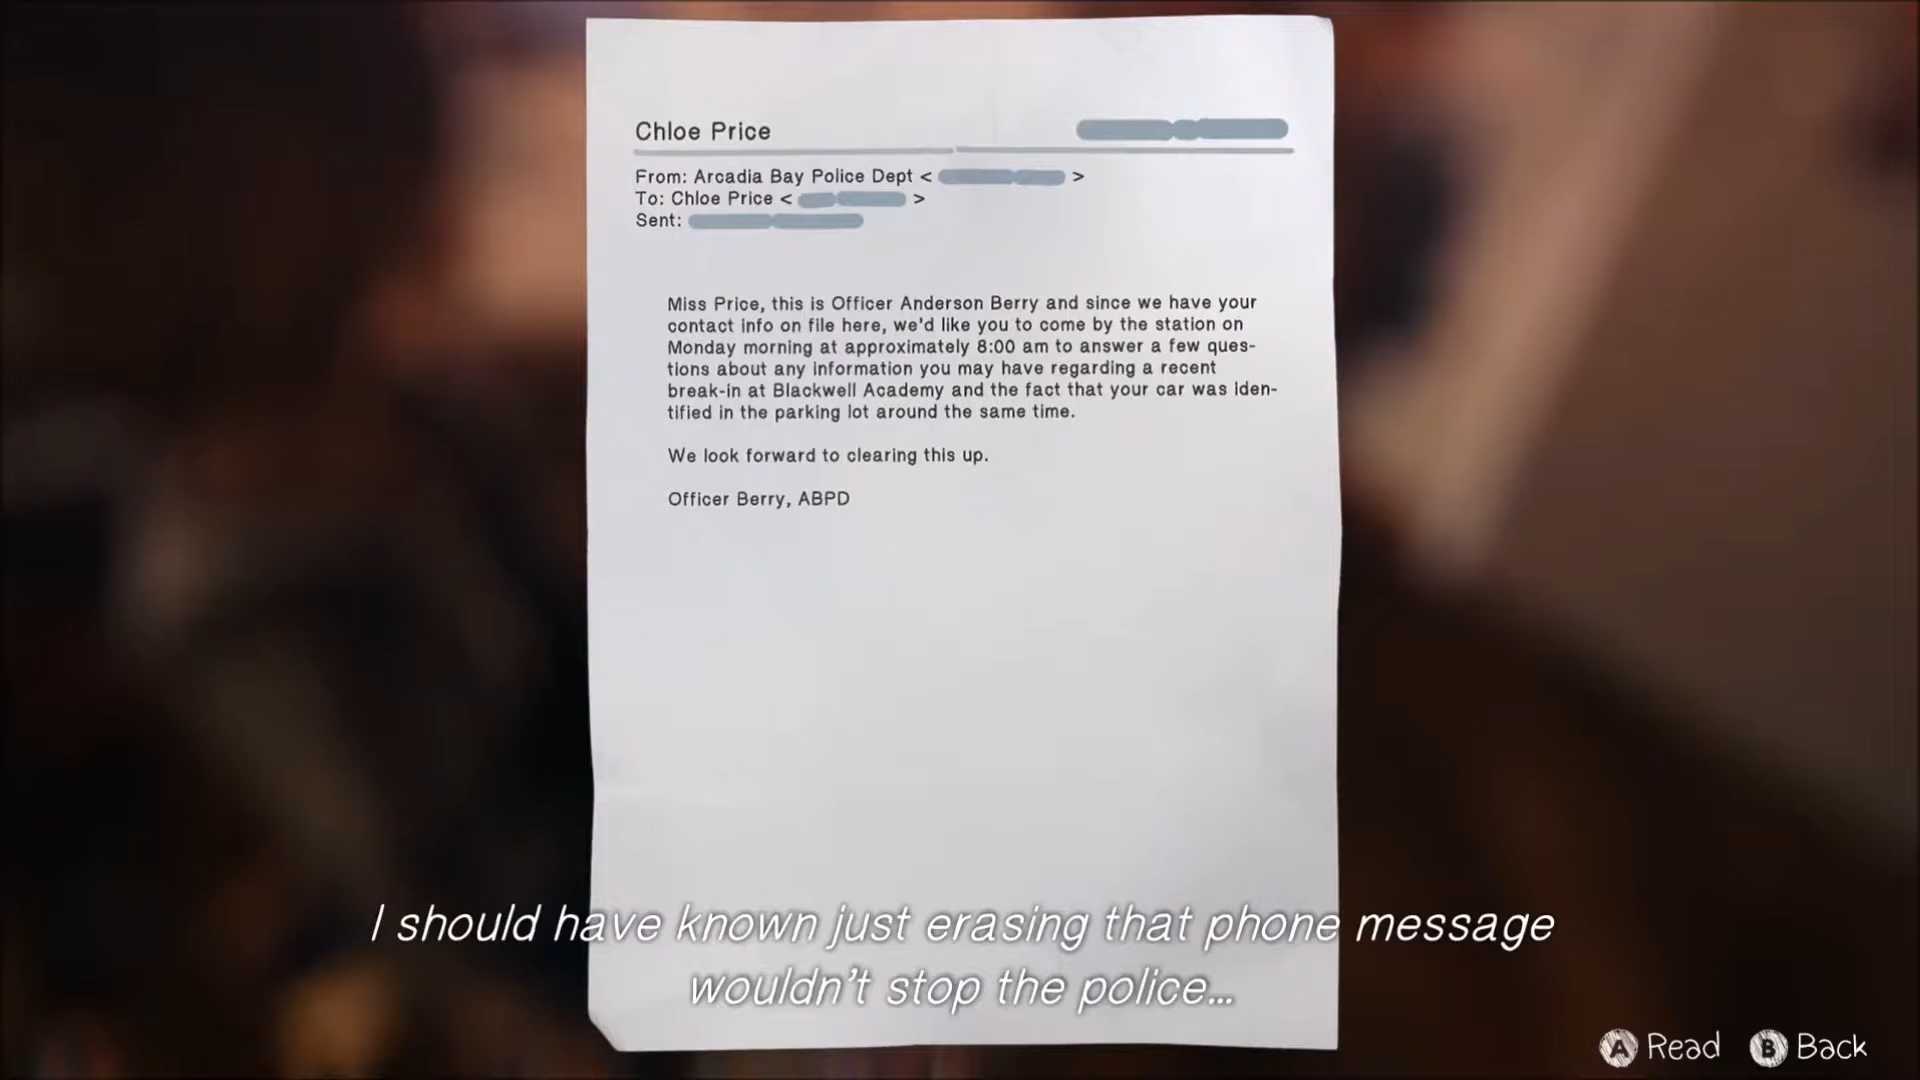 Chloe Price
From: Arcadia Bay Police Dept < >
To: Chloe Price < >
Sent:
Miss Price, this is Officer Anderson Berry and since we have your
contact info on file here, we'd like you to come by the station on
Monday morning at approximately 8:00 am to answer a few ques-
tions about any information you may have regarding a recent
break-in at Blackwell Academy and the fact that your car was iden-
tified in the parking lot around the same time.
We look forward to clearing this up.
Officer Berry, ABPD
I should have known just erasing that phone message
wouldn't stop the police...
A Read B Back